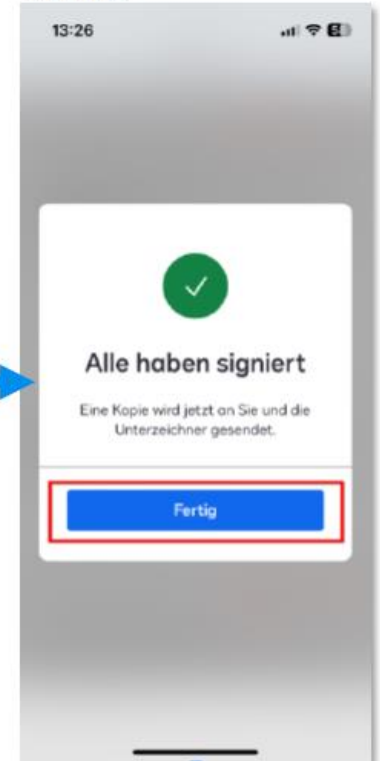 13:26
Alle haben signiert
Eine Kopie wird jetzt an Sie und die
Unterzeichner gesendet.
Fertig